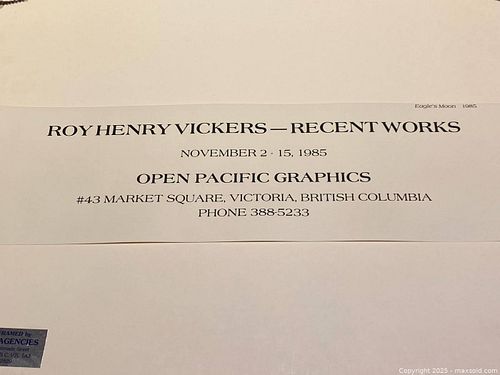 Eagle's Moon 1985
ROY HENRY VICKERS — RECENT WORKS
NOVEMBER 2 - 15, 1985
OPEN PACIFIC GRAPHICS
#43 MARKET SQUARE, VICTORIA, BRITISH COLUMBIA
PHONE 388-5233
FRAMED by
AGENCIES
Copyright © 2025 - maxsold.com